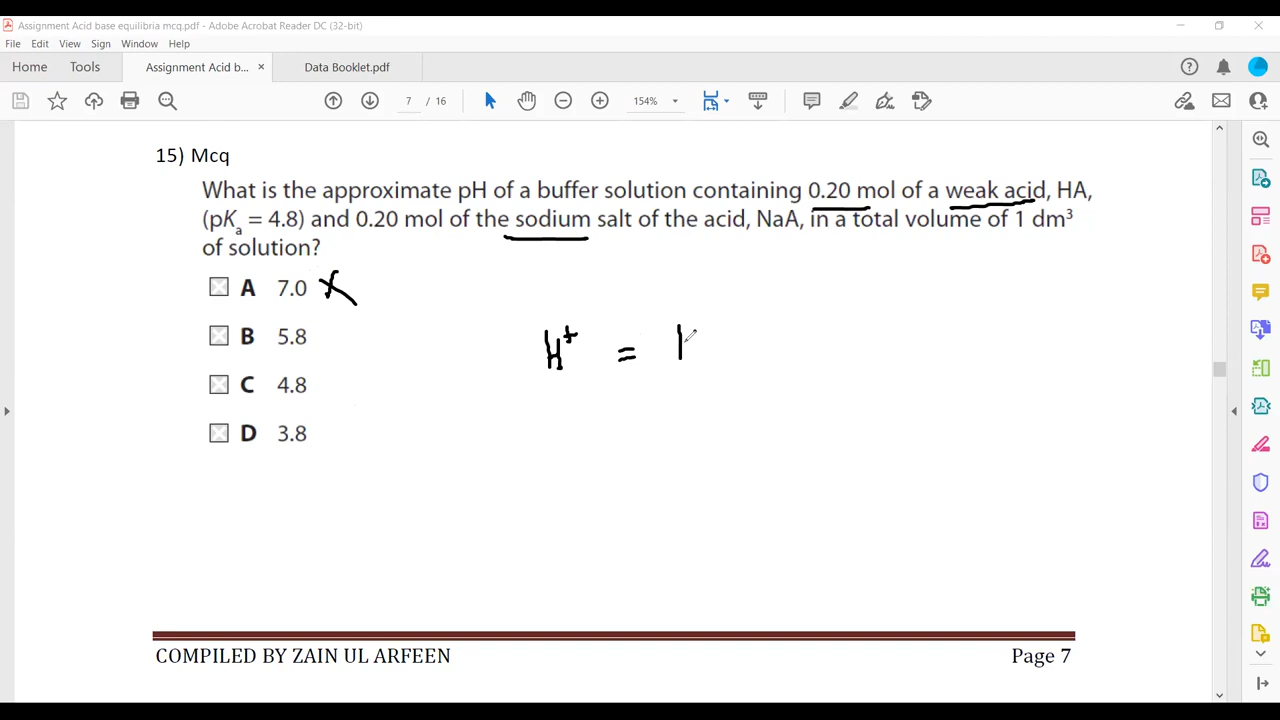 Assignment Acid base equilibria mcq.pdf - Adobe Acrobat Reader DC (32-bit)
File Edit View Sign Window Help
Home Tools Assignment Acid b... × Data Booklet.pdf
7 / 16 154%
15) Mcq
What is the approximate pH of a buffer solution containing 0.20 mol of a weak acid, HA,
(pKa = 4.8) and 0.20 mol of the sodium salt of the acid, NaA, in a total volume of 1 dm³
of solution?
A 7.0
B 5.8
H⁺ =
C 4.8
D 3.8
COMPILED BY ZAIN UL ARFEEN Page 7